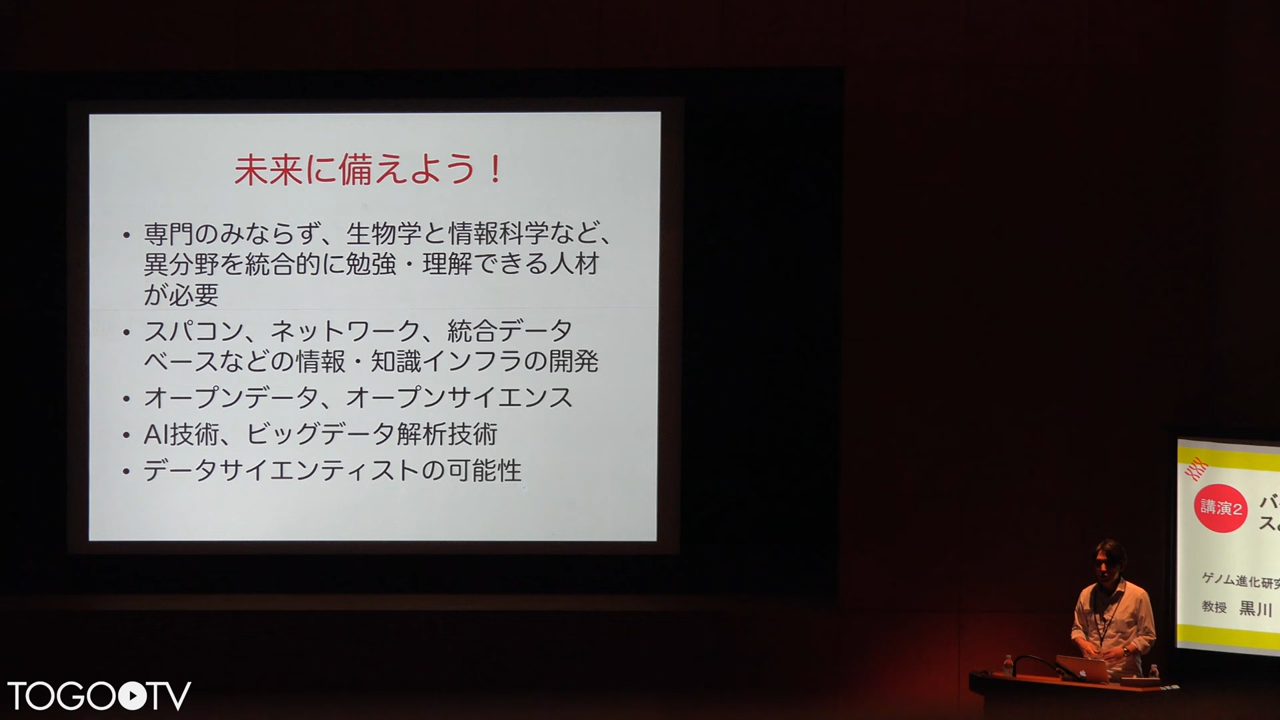 未来に備えよう！
• 専門のみならず、生物学と情報科学など、
異分野を統合的に勉強・理解できる人材
が必要
• スパコン、ネットワーク、統合データ
ベースなどの情報・知識インフラの開発
• オープンデータ、オープンサイエンス
• AI技術、ビッグデータ解析技術
• データサイエンティストの可能性
講演2
ゲノム進化研究
教授 黒川
TOGOTV